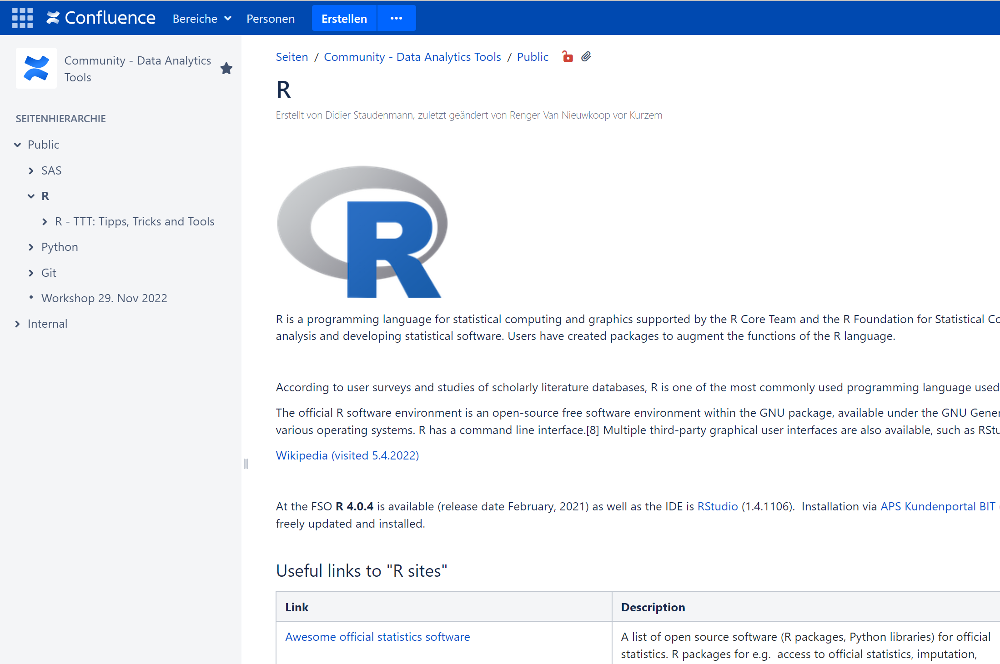 Confluence Bereiche Personen Erstellen
Community - Data Analytics
Tools
SEITENHIERARCHIE
Public
SAS
R
R - TTT: Tipps, Tricks and Tools
Python
Git
Workshop 29. Nov 2022
Internal
Seiten / Community - Data Analytics Tools / Public
R
Erstellt von Didier Staudenmann, zuletzt geändert von Renger Van Nieuwkoop vor Kurzem
R
R is a programming language for statistical computing and graphics supported by the R Core Team and the R Foundation for Statistical Co
analysis and developing statistical software. Users have created packages to augment the functions of the R language.
According to user surveys and studies of scholarly literature databases, R is one of the most commonly used programming language used
The official R software environment is an open-source free software environment within the GNU package, available under the GNU Gener
various operating systems. R has a command line interface.[8] Multiple third-party graphical user interfaces are also available, such as RStu
Wikipedia (visited 5.4.2022)
At the FSO R 4.0.4 is available (release date February, 2021) as well as the IDE is RStudio (1.4.1106). Installation via APS Kundenportal BIT (
freely updated and installed.
Useful links to "R sites"
Link Description
Awesome official statistics software A list of open source software (R packages, Python libraries) for official
statistics. R packages for e.g. access to official statistics, imputation,